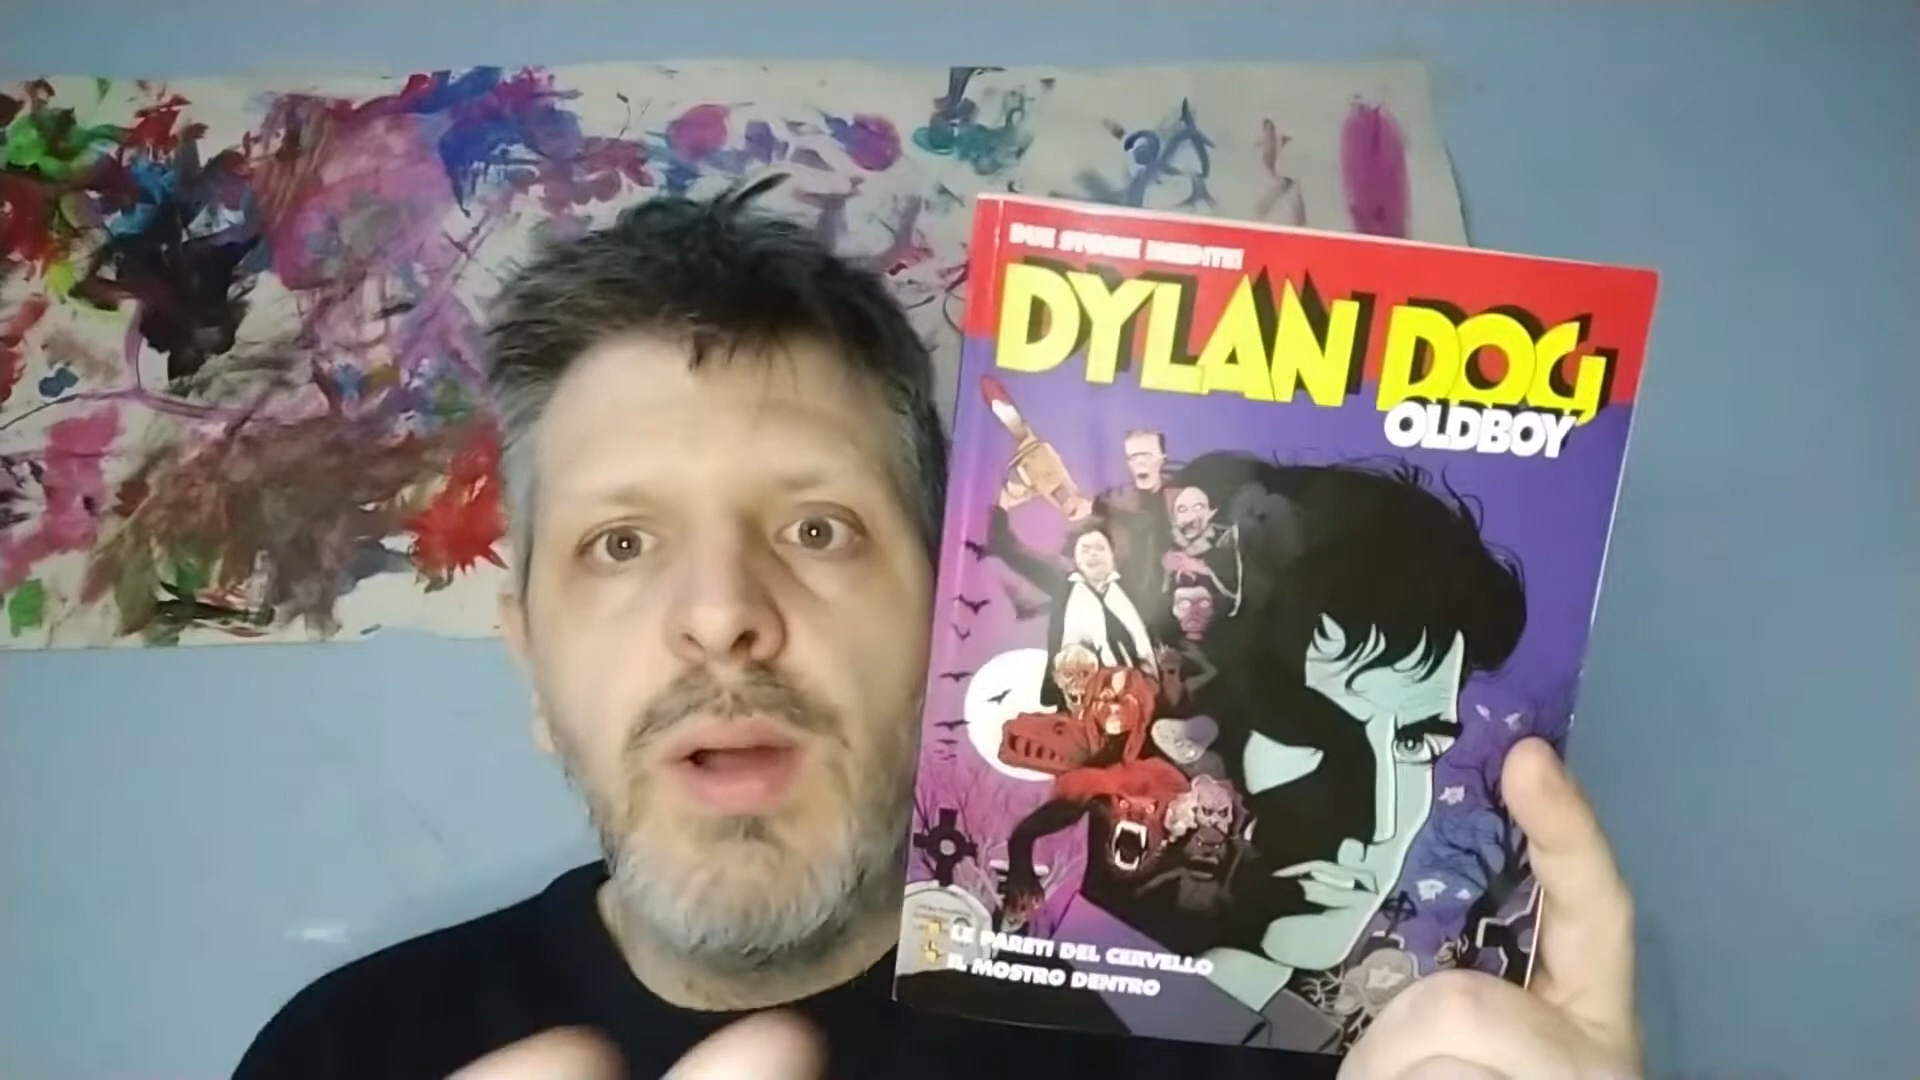 DUE STORIE INEDITE!
DYLAN DOG
OLDBOY
LE PARETI DEL CERVELLO
IL MOSTRO DENTRO